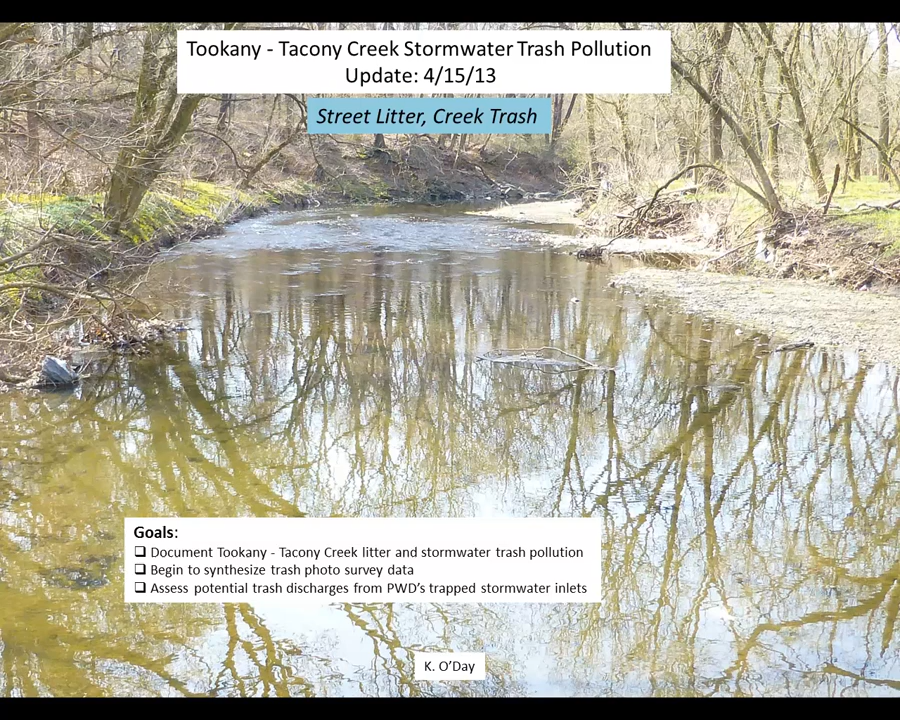 Tookany - Tacony Creek Stormwater Trash Pollution
Update: 4/15/13
Street Litter, Creek Trash
Goals:
❑ Document Tookany - Tacony Creek litter and stormwater trash pollution
❑ Begin to synthesize trash photo survey data
❑ Assess potential trash discharges from PWD’s trapped stormwater inlets
K. O’Day